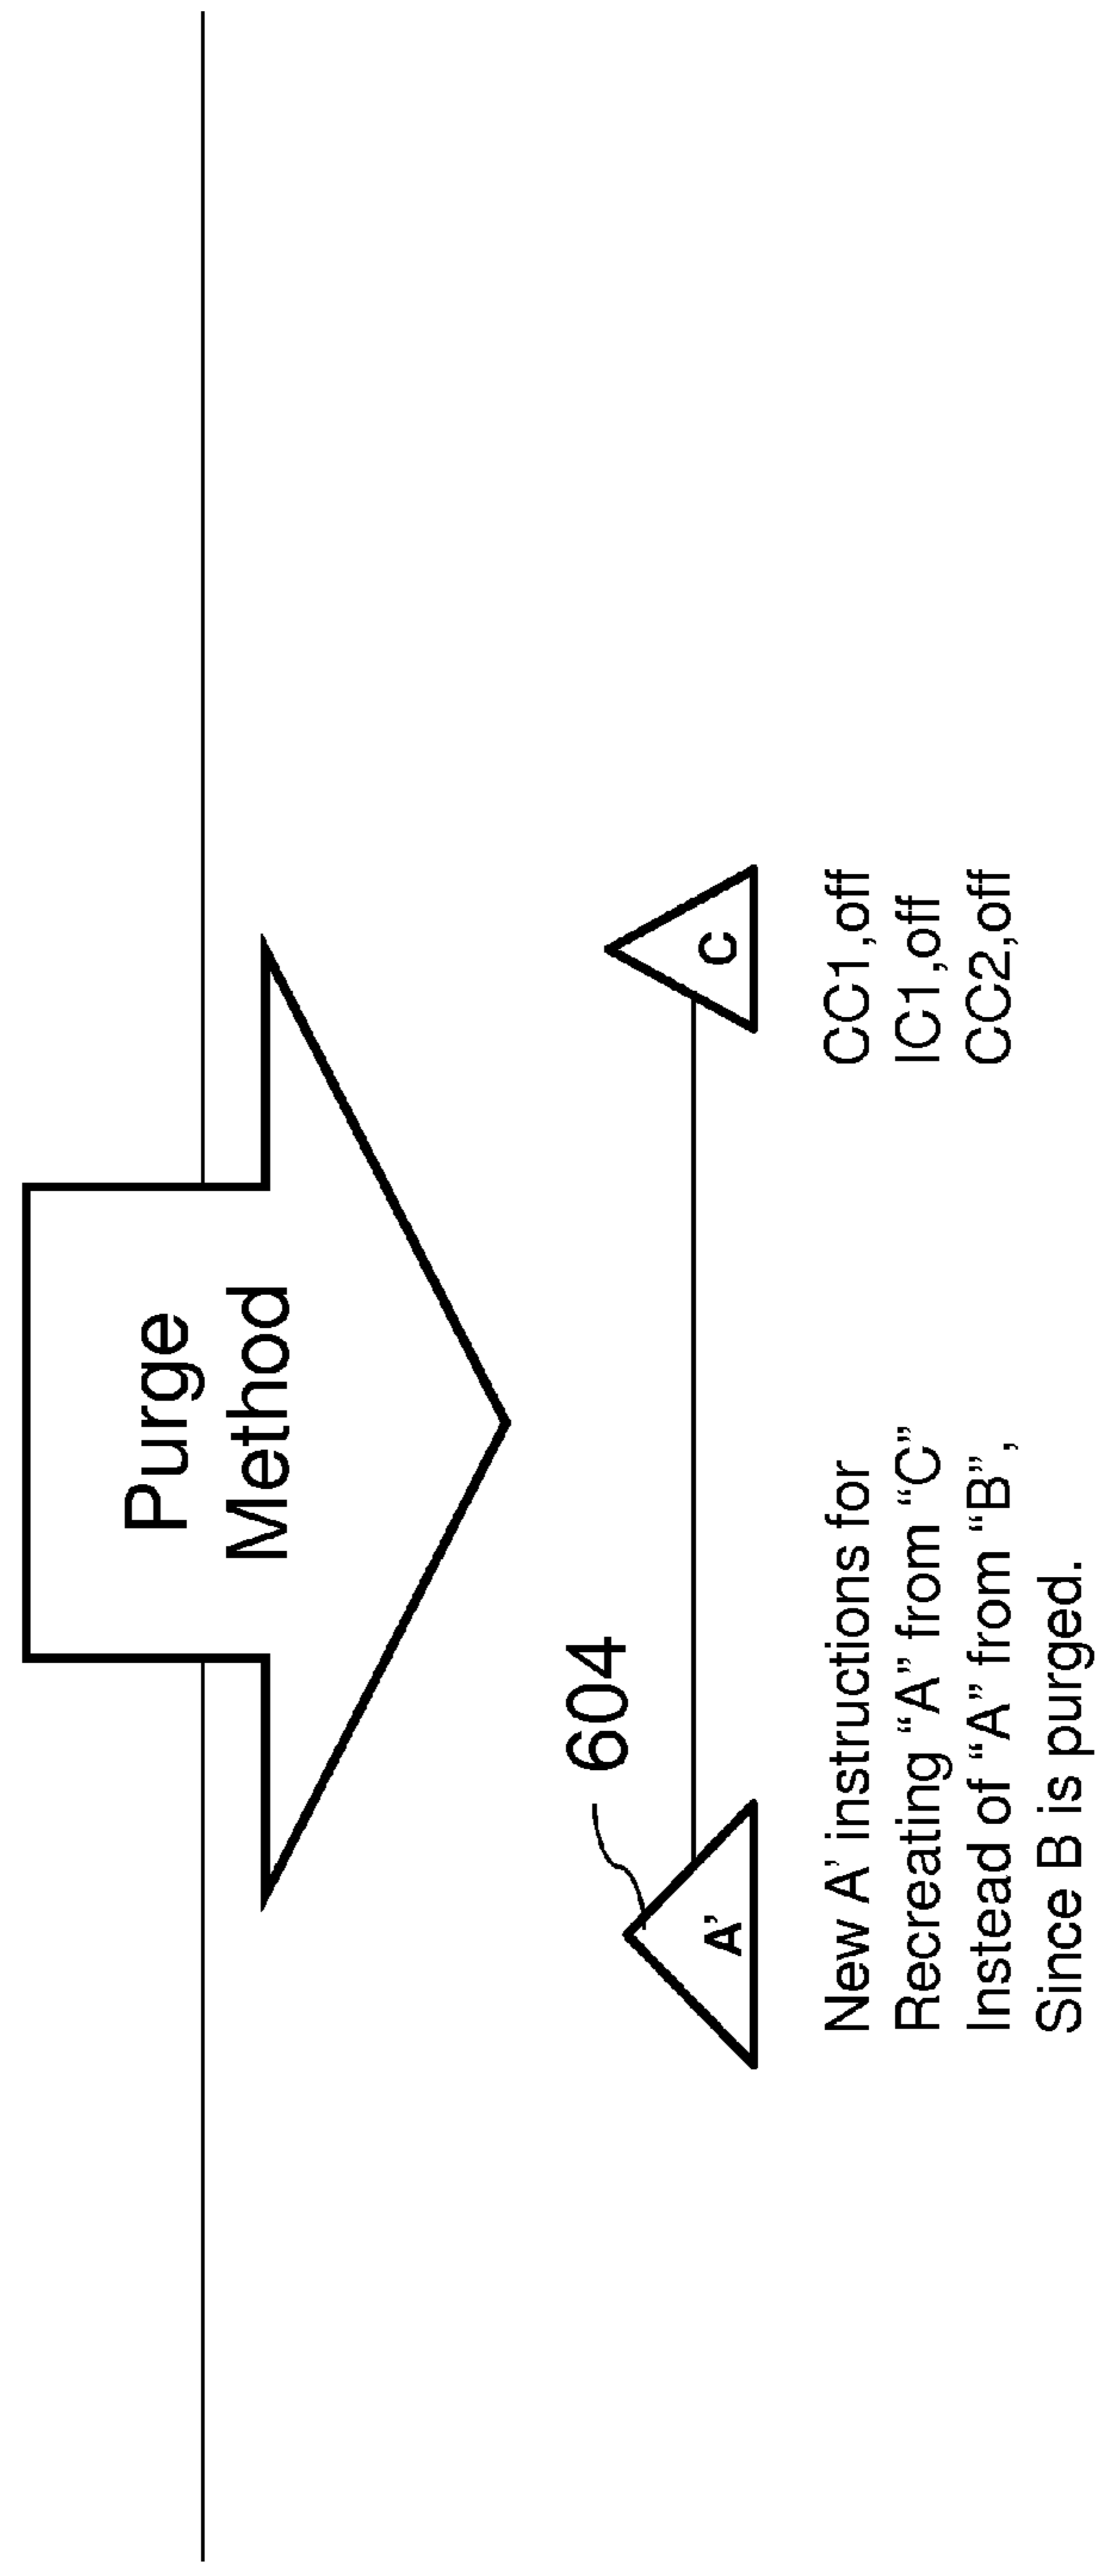 Purge
Method
604
A'
C
New A' instructions for
Recreating “A” from “C”
Instead of “A” from “B”,
Since B is purged.
CC1,off
IC1,off
CC2,off